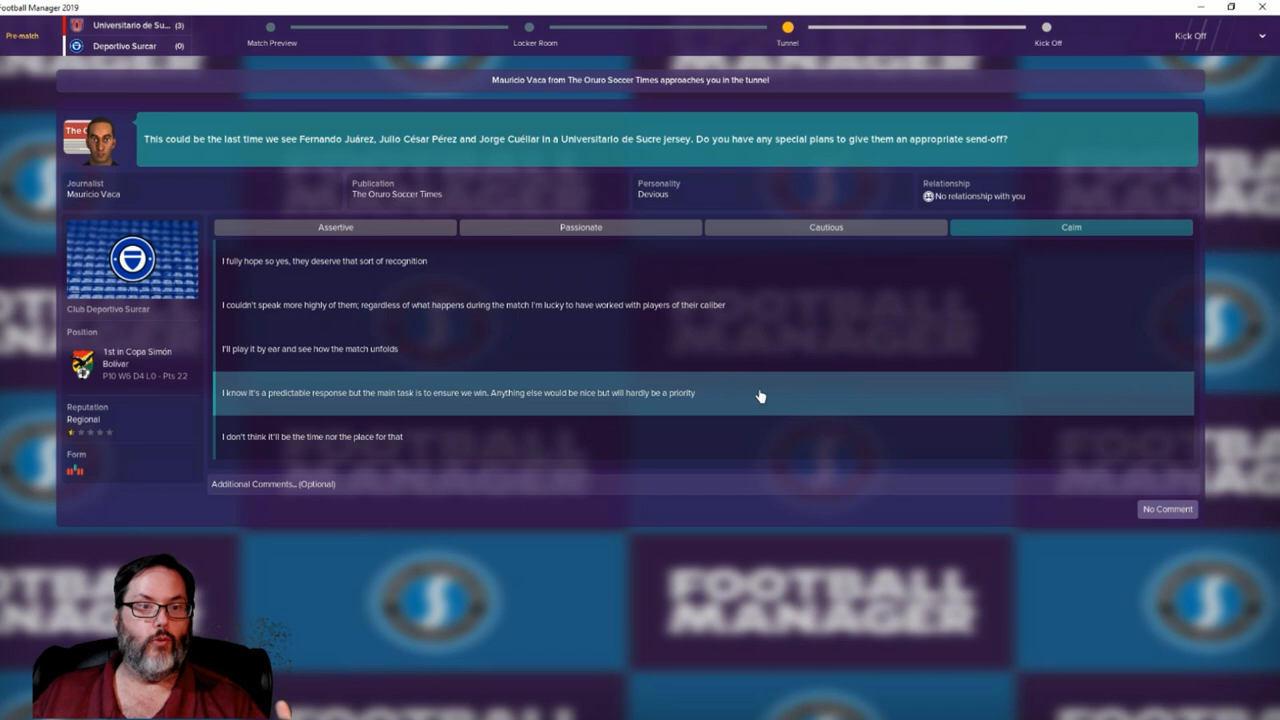 Football Manager 2019
Pre-match
Universitario de Su... (3)
Deportivo Surcar (0)
Match Preview
Locker Room
Tunnel
Kick Off
Kick Off
Mauricio Vaca from The Oruro Soccer Times approaches you in the tunnel
The O
This could be the last time we see Fernando Juárez, Julio César Pérez and Jorge Cuéllar in a Universitario de Sucre jersey. Do you have any special plans to give them an appropriate send-off?
Journalist
Mauricio Vaca
Publication
The Oruro Soccer Times
Personality
Devious
Relationship
No relationship with you
Assertive
Passionate
Cautious
Calm
I fully hope so yes, they deserve that sort of recognition
I couldn't speak more highly of them; regardless of what happens during the match I'm lucky to have worked with players of their caliber
I'll play it by ear and see how the match unfolds
I know it's a predictable response but the main task is to ensure we win. Anything else would be nice but will hardly be a priority
I don't think it'll be the time nor the place for that
Club Deportivo Surcar
Position
1st in Copa Simón
Bolívar
P10 W6 D4 L0 - Pts 22
Reputation
Regional
Form
Additional Comments... (Optional)
No Comment
FOOTBALL
MANAGER